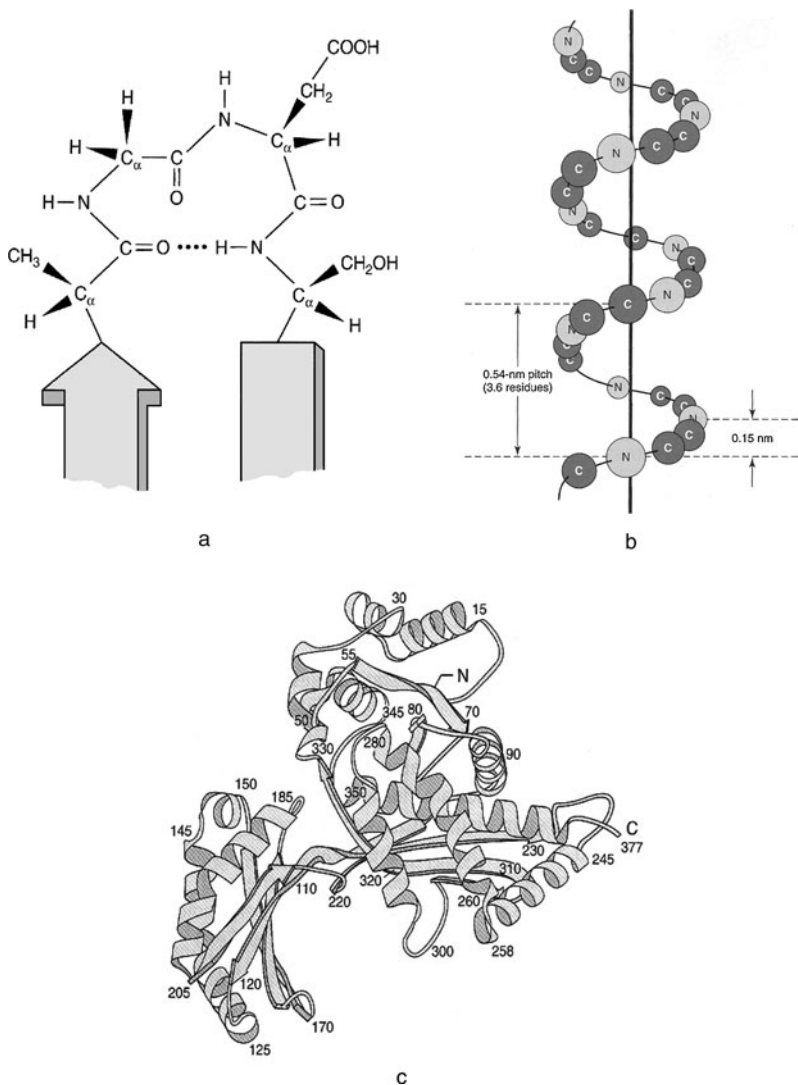 COOH
H
H CH₂
N
Cα H
H Cα C
O
H–N C=O
C=O •••• H–N
CH₃ CH₂OH
Cα Cα
H H
a
N
C
C
N
C
C
N
C
C
N
C
C
N
C
C
N
C
C
N
C
C
N
C
C
N
C
C
N
C
C
N
C
0.54-nm pitch
(3.6 residues)
0.15 nm
b
30
15
55
N
50
345
80
70
330
280
90
150
185
350
145
C
230
377
245
110
320
310
220
260
205
120
300
258
170
125
c